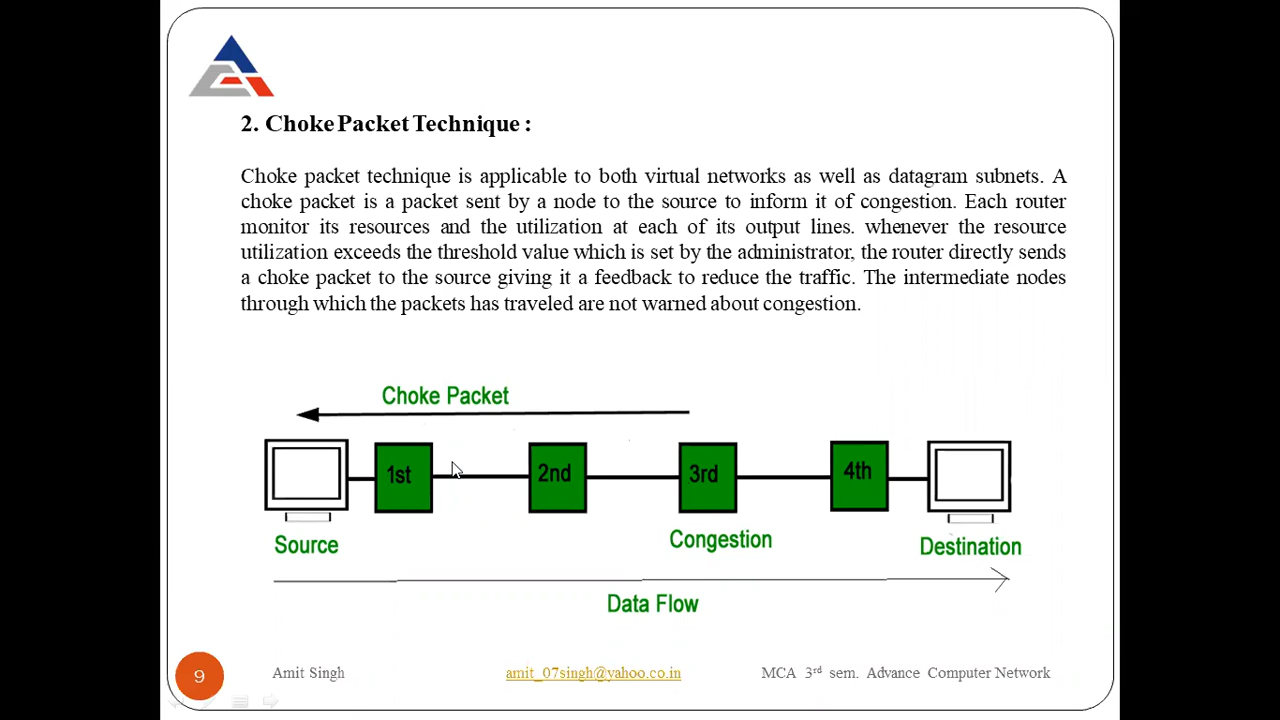 2. Choke Packet Technique :
Choke packet technique is applicable to both virtual networks as well as datagram subnets. A
choke packet is a packet sent by a node to the source to inform it of congestion. Each router
monitor its resources and the utilization at each of its output lines. whenever the resource
utilization exceeds the threshold value which is set by the administrator, the router directly sends
a choke packet to the source giving it a feedback to reduce the traffic. The intermediate nodes
through which the packets has traveled are not warned about congestion.
Choke Packet
1st 2nd 3rd 4th
Source Congestion Destination
Data Flow
9 Amit Singh amit_07singh@yahoo.co.in MCA 3rd sem. Advance Computer Network